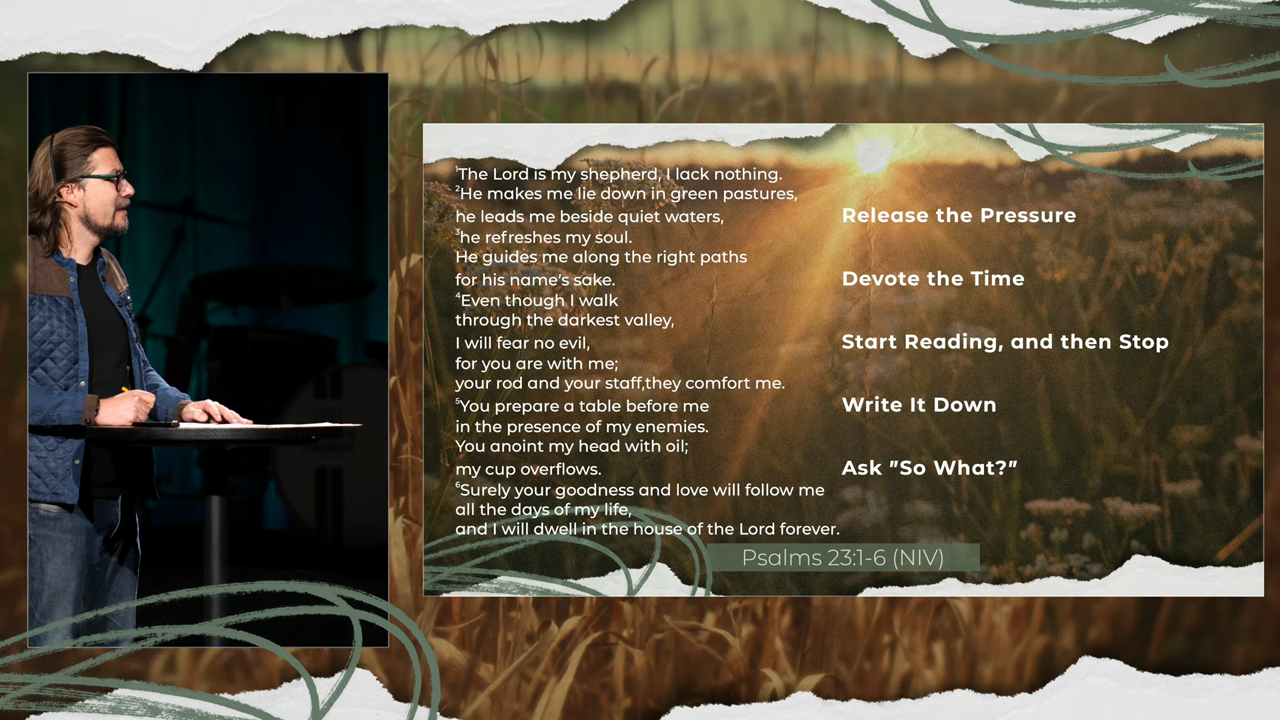 ¹The Lord is my shepherd, I lack nothing.
²He makes me lie down in green pastures,
he leads me beside quiet waters,
³he refreshes my soul.
He guides me along the right paths
for his name's sake.
⁴Even though I walk
through the darkest valley,
I will fear no evil,
for you are with me;
your rod and your staff,they comfort me.
⁵You prepare a table before me
in the presence of my enemies.
You anoint my head with oil;
my cup overflows.
⁶Surely your goodness and love will follow me
all the days of my life,
and I will dwell in the house of the Lord forever.
Release the Pressure
Devote the Time
Start Reading, and then Stop
Write It Down
Ask "So What?"
Psalms 23:1-6 (NIV)